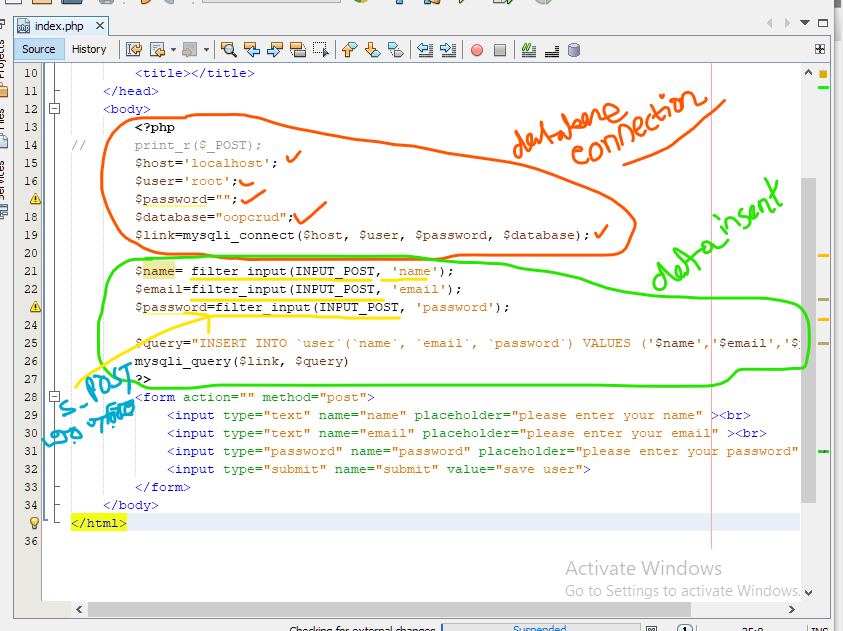 index.php
Source History
10 <title></title>
11 </head>
12 <body>
13 <?php
14 // print_r($_POST);
15 $host='localhost';
16 $user='root';
17 $password="";
18 $database="oopcrud";
19 $link=mysqli_connect($host, $user, $password, $database);
database
connection
20
21 $name= filter_input(INPUT_POST, 'name');
22 $email=filter_input(INPUT_POST, 'email');
23 $password=filter_input(INPUT_POST, 'password');
data insert
24
25 $query="INSERT INTO `user`(`name`, `email`, `password`) VALUES ('$name','$email','$
26 mysqli_query($link, $query)
27 ?>
28 <form action="" method="post">
29 <input type="text" name="name" placeholder="please enter your name" ><br>
30 <input type="text" name="email" placeholder="please enter your email" ><br>
31 <input type="password" name="password" placeholder="please enter your password"
32 <input type="submit" name="submit" value="save user">
33 </form>
34 </body>
35 </html>
36
Activate Windows
Go to Settings to activate Windows.
Checking for external changes
Suspended